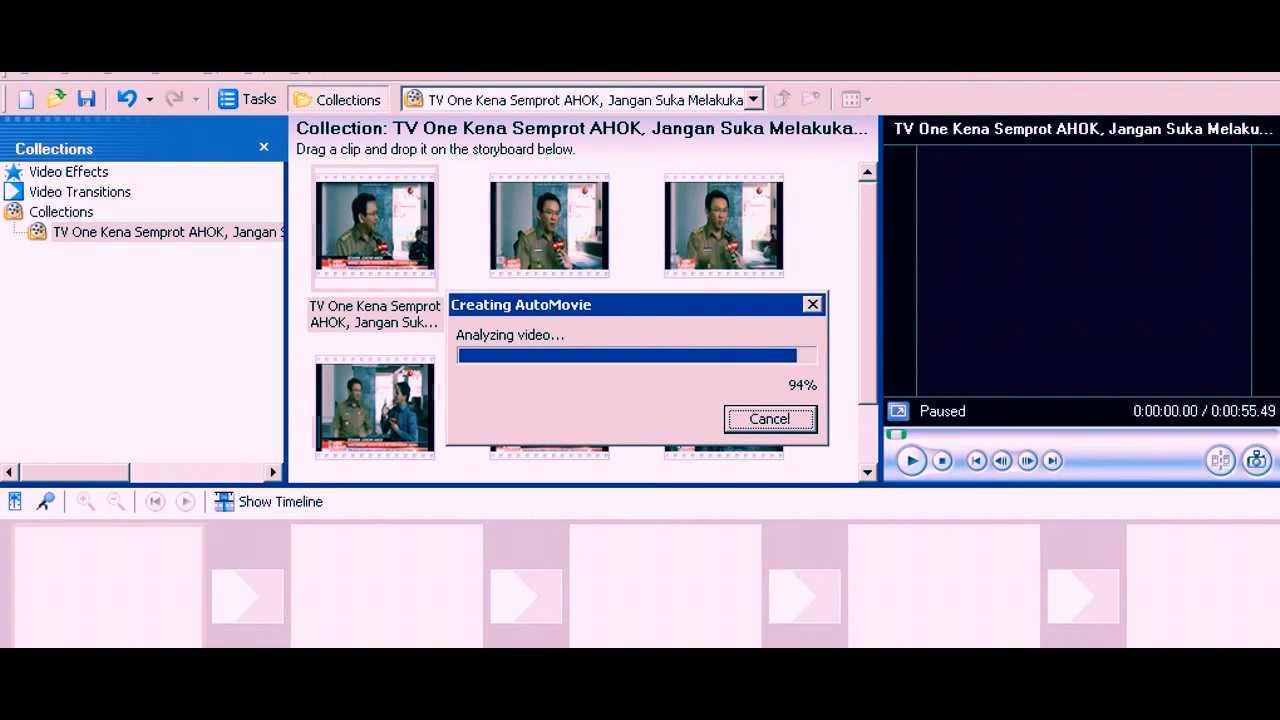 Tasks
Collections
TV One Kena Semprot AHOK, Jangan Suka Melakuka
Collections
Video Effects
Video Transitions
Collections
TV One Kena Semprot AHOK, Jangan S
Collection: TV One Kena Semprot AHOK, Jangan Suka Melakuka...
Drag a clip and drop it on the storyboard below.
TV One Kena Semprot
AHOK, Jangan Suk...
Creating AutoMovie
Analyzing video...
94%
Cancel
TV One Kena Semprot AHOK, Jangan Suka Melaku...
Paused
0:00:00.00 / 0:00:55.49
Show Timeline